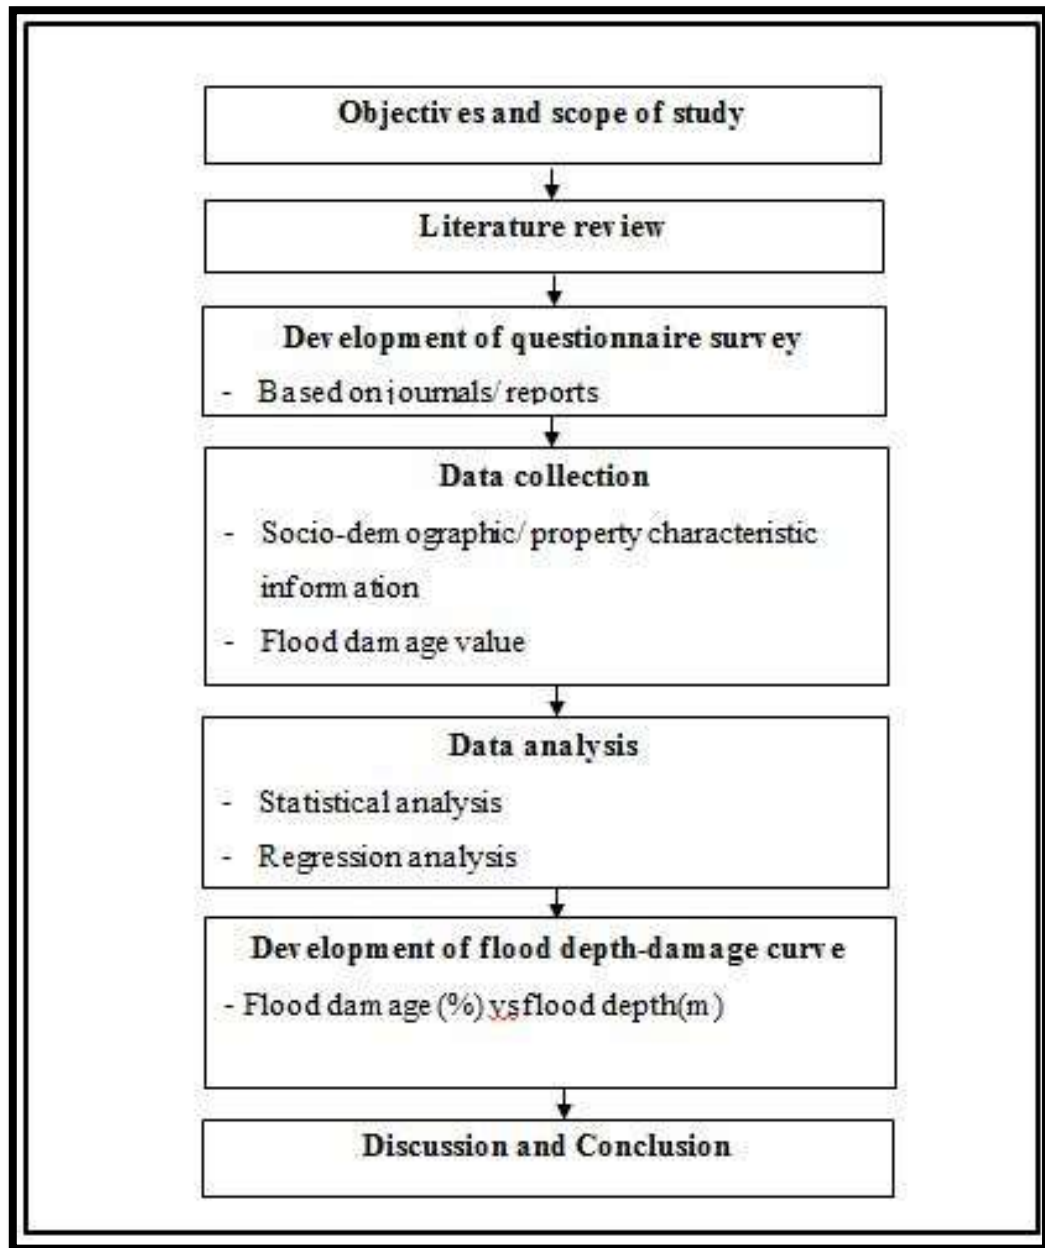 Objectives and scope of study
Literature review
Development of questionnaire survey
- Based on journals/ reports
Data collection
- Socio-demographic/ property characteristic
information
- Flood damage value
Data analysis
- Statistical analysis
- Regression analysis
Development of flood depth-damage curve
- Flood damage (%) vs flood depth(m)
Discussion and Conclusion